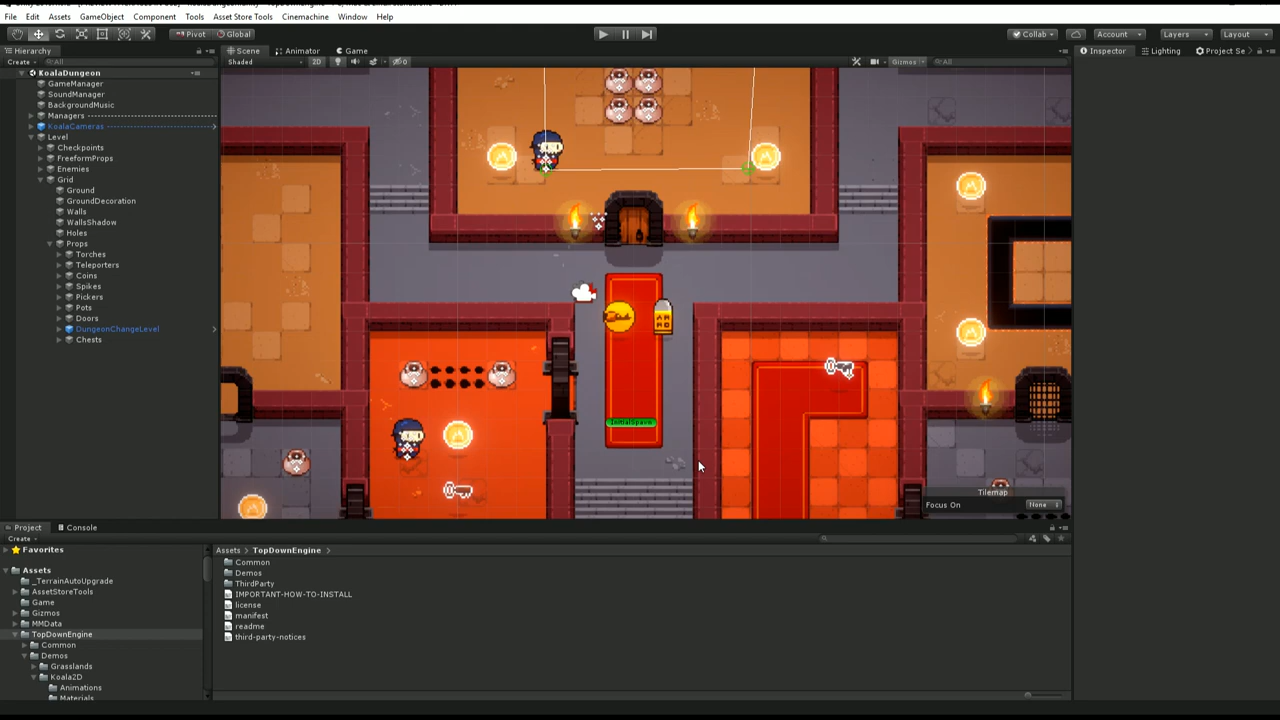 File Edit Assets GameObject Component Tools Asset Store Tools Cinemachine Window Help
Pivot Global Collab Account Layers Layout
Hierarchy Scene Animator Game Inspector Lighting Project Se
Create All Shaded 2D 0 Gizmos All
KoalaDungeon
GameManager
SoundManager
BackgroundMusic
Managers
KoalaCameras
Level
Checkpoints
FreeformProps
Enemies
Grid
Ground
GroundDecoration
Walls
WallsShadow
Holes
Props
Torches
Teleporters
Coins
Spikes
Pickers
Pots
Doors
DungeonChangeLevel
Chests
InitialSpawn
Tilemap
Focus On None
Project Console
Create
Favorites
Assets
_TerrainAutoUpgrade
AssetStoreTools
Game
Gizmos
MMData
TopDownEngine
Common
Demos
Grasslands
Koala2D
Animations
Materials
Assets TopDownEngine
Common
Demos
ThirdParty
IMPORTANT-HOW-TO-INSTALL
license
manifest
readme
third-party-notices